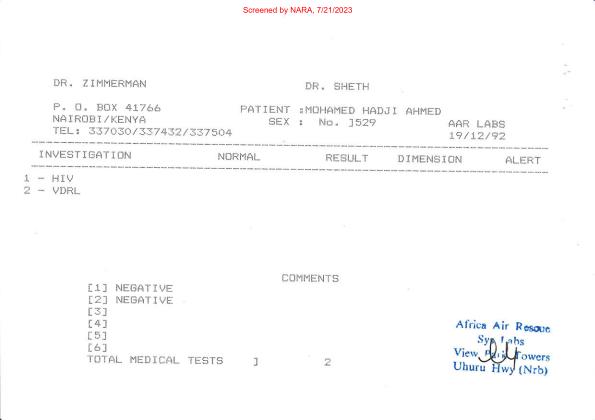 Screened by NARA, 7/21/2023
DR. ZIMMERMAN DR. SHETH
P. O. BOX 41766 PATIENT :MOHAMED HADJI AHMED
NAIROBI/KENYA SEX : No. ]529 AAR LABS
TEL: 337030/337432/337504 19/12/92
INVESTIGATION NORMAL RESULT DIMENSION ALERT
1 - HIV
2 - VDRL
COMMENTS
[1] NEGATIVE
[2] NEGATIVE
[3]
[4]
[5]
[6]
TOTAL MEDICAL TESTS ] 2
Africa Air Rescue
Labs
View Towers
Uhuru Hwy (Nrb)